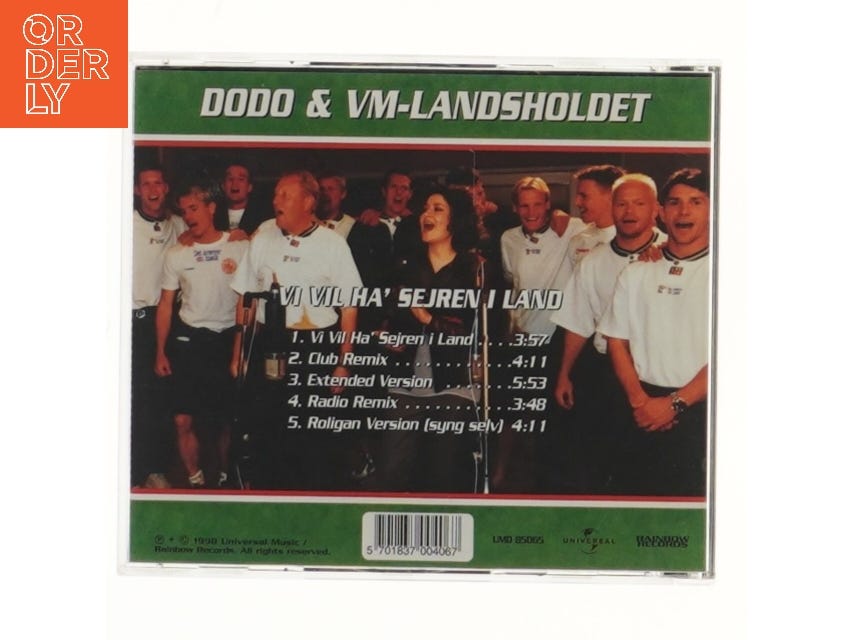 OR
DER
LY
DODO & VM-LANDSHOLDET
VI VIL HA' SEJREN I LAND
1. Vi Vil Ha' Sejren i Land ....3:57
2. Club Remix ............4:11
3. Extended Version .......5:53
4. Radio Remix ...........3:48
5. Roligan Version (syng selv) 4:11
℗ + © 1998 Universal Music /
Rainbow Records. All rights reserved.
5 701837 004067
UMD 85065
UNIVERSAL
RAINBOW
RECORDS